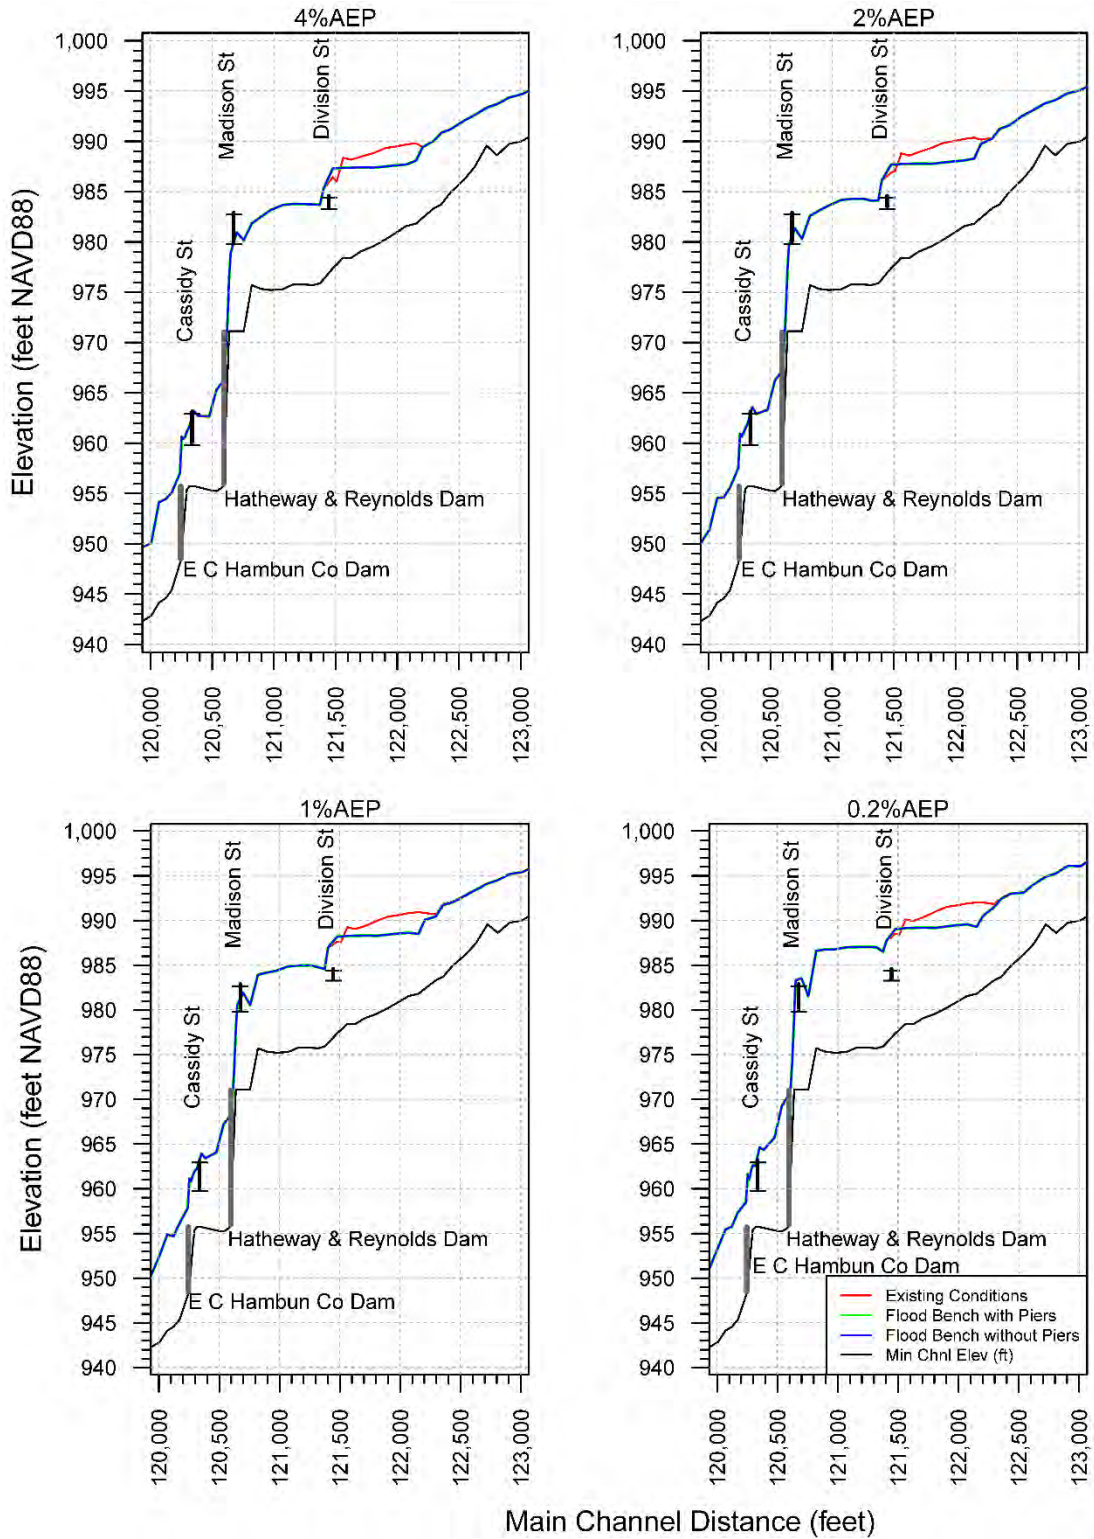 4%AEP
2%AEP
Elevation (feet NAVD88)
1,000
995
990
985
980
975
970
965
960
955
950
945
940
Cassidy St
Madison St
Division St
Hatheway & Reynolds Dam
E C Hambun Co Dam
120,000
120,500
121,000
121,500
122,000
122,500
123,000
1,000
995
990
985
980
975
970
965
960
955
950
945
940
Cassidy St
Madison St
Division St
Hatheway & Reynolds Dam
E C Hambun Co Dam
120,000
120,500
121,000
121,500
122,000
122,500
123,000
1%AEP
0.2%AEP
Elevation (feet NAVD88)
1,000
995
990
985
980
975
970
965
960
955
950
945
940
Cassidy St
Madison St
Division St
Hatheway & Reynolds Dam
E C Hambun Co Dam
120,000
120,500
121,000
121,500
122,000
122,500
123,000
1,000
995
990
985
980
975
970
965
960
955
950
945
940
Cassidy St
Madison St
Division St
Hatheway & Reynolds Dam
E C Hambun Co Dam
Existing Conditions
Flood Bench with Piers
Flood Bench without Piers
Min Chnl Elev (ft)
120,000
120,500
121,000
121,500
122,000
122,500
123,000
Main Channel Distance (feet)